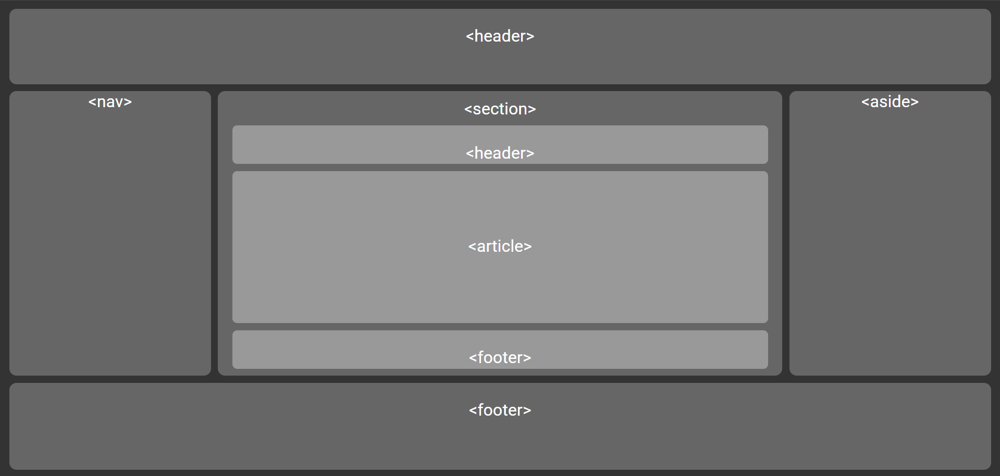 <header>
<nav>
<section>
<header>
<article>
<footer>
<aside>
<footer>